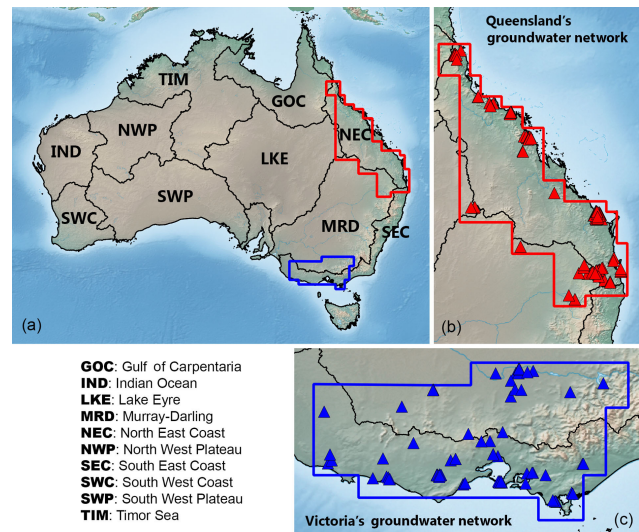 TIM
GOC
NWP
NEC
IND
LKE
SWP
SWC
MRD
SEC
(a)
Queensland's
groundwater network
(b)
GOC: Gulf of Carpentaria
IND: Indian Ocean
LKE: Lake Eyre
MRD: Murray-Darling
NEC: North East Coast
NWP: North West Plateau
SEC: South East Coast
SWC: South West Coast
SWP: South West Plateau
TIM: Timor Sea
Victoria's groundwater network
(c)